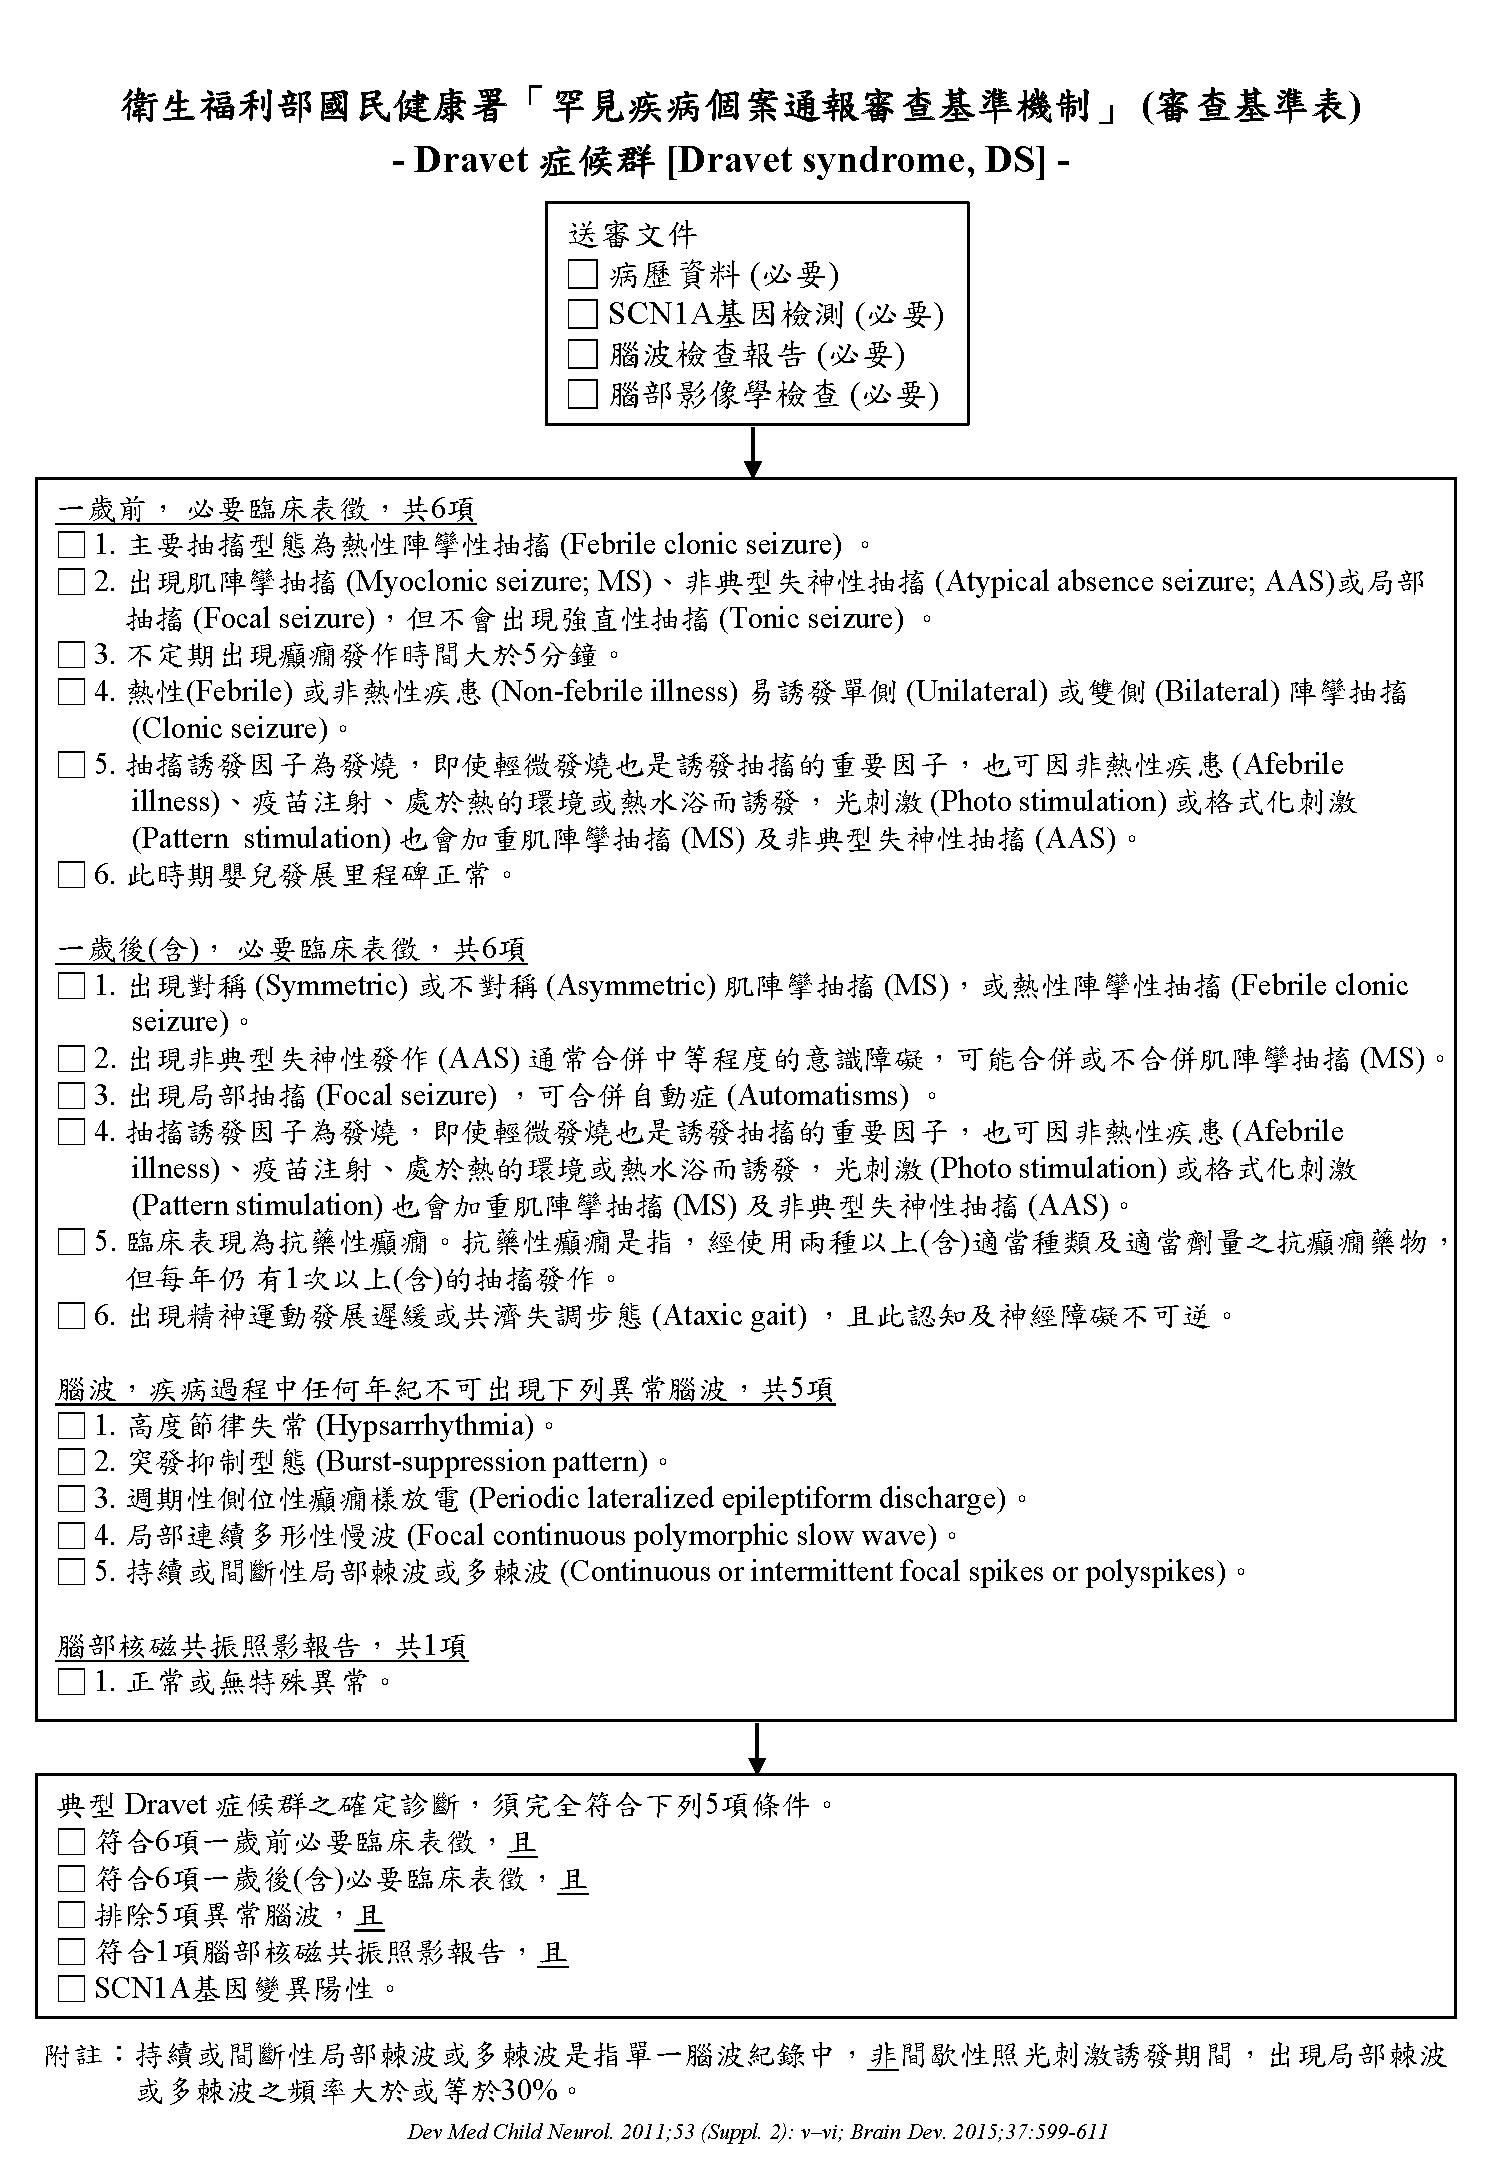 衛生福利部國民健康署「罕見疾病個案通報審查基準機制」 (審查基準表)
- Dravet 症候群 [Dravet syndrome, DS] -
送審文件
□ 病歷資料 (必要)
□ SCN1A基因檢測 (必要)
□ 腦波檢查報告 (必要)
□ 腦部影像學檢查 (必要)
一歲前， 必要臨床表徵，共6項
□ 1. 主要抽搐型態為熱性陣攣性抽搐 (Febrile clonic seizure) 。
□ 2. 出現肌陣攣抽搐 (Myoclonic seizure; MS)、非典型失神性抽搐 (Atypical absence seizure; AAS)或局部
抽搐 (Focal seizure)，但不會出現強直性抽搐 (Tonic seizure) 。
□ 3. 不定期出現癲癇發作時間大於5分鐘。
□ 4. 熱性(Febrile) 或非熱性疾患 (Non-febrile illness) 易誘發單側 (Unilateral) 或雙側 (Bilateral) 陣攣抽搐
(Clonic seizure)。
□ 5. 抽搐誘發因子為發燒，即使輕微發燒也是誘發抽搐的重要因子，也可因非熱性疾患 (Afebrile
illness)、疫苗注射、處於熱的環境或熱水浴而誘發，光刺激 (Photo stimulation) 或格式化刺激
(Pattern stimulation) 也會加重肌陣攣抽搐 (MS) 及非典型失神性抽搐 (AAS)。
□ 6. 此時期嬰兒發展里程碑正常。
一歲後(含)， 必要臨床表徵，共6項
□ 1. 出現對稱 (Symmetric) 或不對稱 (Asymmetric) 肌陣攣抽搐 (MS)，或熱性陣攣性抽搐 (Febrile clonic
seizure)。
□ 2. 出現非典型失神性發作 (AAS) 通常合併中等程度的意識障礙，可能合併或不合併肌陣攣抽搐 (MS)。
□ 3. 出現局部抽搐 (Focal seizure) ，可合併自動症 (Automatisms) 。
□ 4. 抽搐誘發因子為發燒，即使輕微發燒也是誘發抽搐的重要因子，也可因非熱性疾患 (Afebrile
illness)、疫苗注射、處於熱的環境或熱水浴而誘發，光刺激 (Photo stimulation) 或格式化刺激
(Pattern stimulation) 也會加重肌陣攣抽搐 (MS) 及非典型失神性抽搐 (AAS)。
□ 5. 臨床表現為抗藥性癲癇。抗藥性癲癇是指，經使用兩種以上(含)適當種類及適當劑量之抗癲癇藥物，
但每年仍 有1次以上(含)的抽搐發作。
□ 6. 出現精神運動發展遲緩或共濟失調步態 (Ataxic gait) ，且此認知及神經障礙不可逆。
腦波，疾病過程中任何年紀不可出現下列異常腦波，共5項
□ 1. 高度節律失常 (Hypsarrhythmia)。
□ 2. 突發抑制型態 (Burst-suppression pattern)。
□ 3. 週期性側位性癲癇樣放電 (Periodic lateralized epileptiform discharge)。
□ 4. 局部連續多形性慢波 (Focal continuous polymorphic slow wave)。
□ 5. 持續或間斷性局部棘波或多棘波 (Continuous or intermittent focal spikes or polyspikes)。
腦部核磁共振照影報告，共1項
□ 1. 正常或無特殊異常。
典型 Dravet 症候群之確定診斷，須完全符合下列5項條件。
□ 符合6項一歲前必要臨床表徵，且
□ 符合6項一歲後(含)必要臨床表徵，且
□ 排除5項異常腦波，且
□ 符合1項腦部核磁共振照影報告，且
□ SCN1A基因變異陽性。
附註：持續或間斷性局部棘波或多棘波是指單一腦波紀錄中，非間歇性照光刺激誘發期間，出現局部棘波
或多棘波之頻率大於或等於30%。
Dev Med Child Neurol. 2011;53 (Suppl. 2): v–vi; Brain Dev. 2015;37:599-611